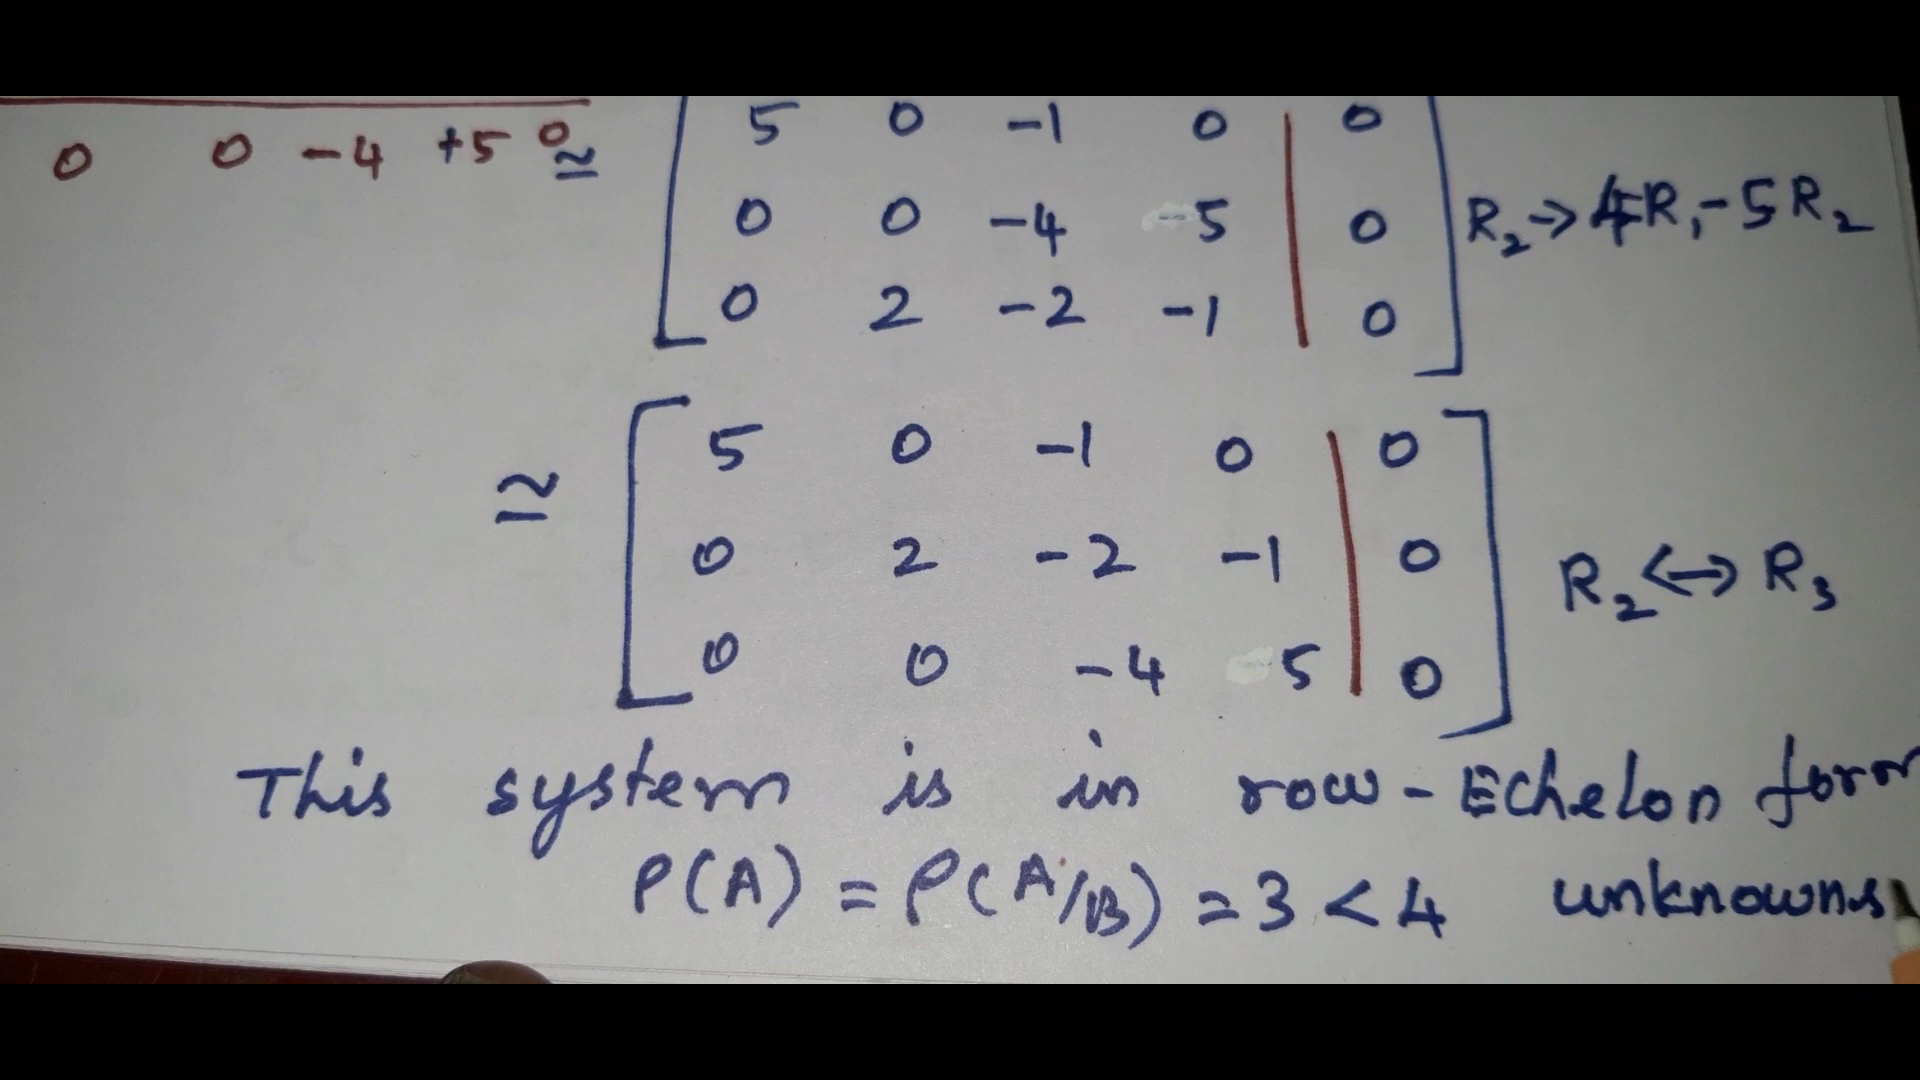 0 0 -4 +5 0
≃ 5 0 -1 0 | 0
0 0 -4 -5 | 0 R₂→4R₁-5R₂
0 2 -2 -1 | 0
≃ 5 0 -1 0 | 0
0 2 -2 -1 | 0 R₂↔R₃
0 0 -4 5 | 0
This system is in row-Echelon form
ρ(A) = ρ(A/B) = 3 < 4 unknowns